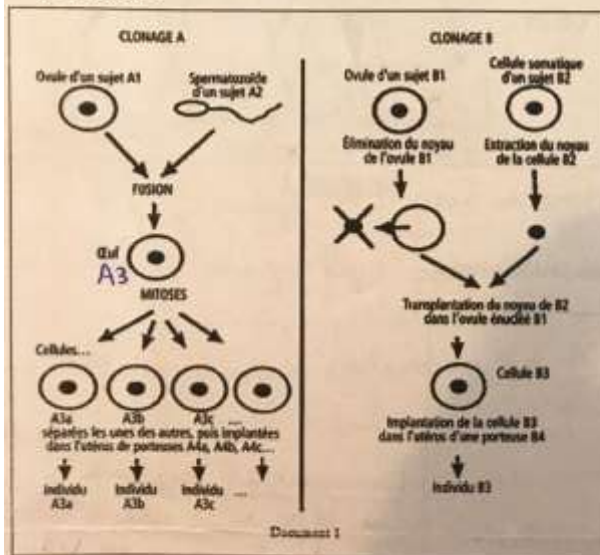 CLONAGE A
Ovule d'un sujet A1
Spermatozoïde
d'un sujet A2
FUSION
Œuf
A3
MITOSES
Cellules...
A3a A3b A3c ...
séparées les unes des autres, puis implantées
dans l'utérus de porteuses A4a, A4b, A4c...
Individu Individu Individu ...
A3a A3b A3c
CLONAGE B
Ovule d'un sujet B1
Cellule somatique
d'un sujet B2
Élimination du noyau
de l'ovule B1
Extraction du noyau
de la cellule B2
Transplantation du noyau de B2
dans l'ovule énucléé B1
Cellule B3
Implantation de la cellule B3
dans l'utérus d'une porteuse B4
Individu B3
Document 1